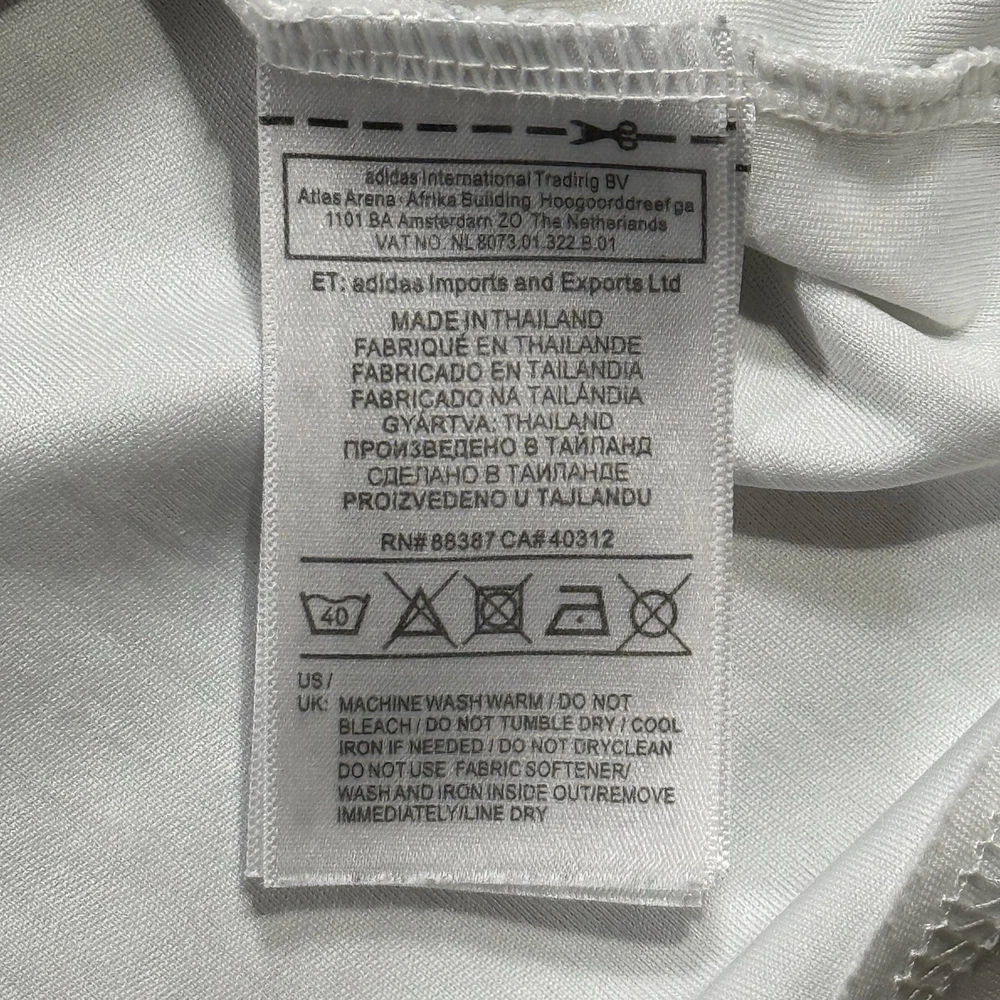 adidas International Tradirig BV
Atlas Arena - Afrika Building, Hoogoorddreef ga
1101 BA Amsterdam ZO, The Netherlands
VAT NO. NL 8073.01.322.B.01
ET: adidas Imports and Exports Ltd
MADE IN THAILAND
FABRIQUÉ EN THAILANDE
FABRICADO EN TAILANDIA
FABRICADO NA TAILÂNDIA
GYÁRTVA: THAILAND
ПРОИЗВЕДЕНО В ТАЙЛАНД
СДЕЛАНО В ТАИЛАНДЕ
PROIZVEDENO U TAJLANDU
RN# 88387 CA# 40312
40
US /
UK: MACHINE WASH WARM / DO NOT
BLEACH / DO NOT TUMBLE DRY / COOL
IRON IF NEEDED / DO NOT DRYCLEAN
DO NOT USE FABRIC SOFTENER/
WASH AND IRON INSIDE OUT/REMOVE
IMMEDIATELY/LINE DRY